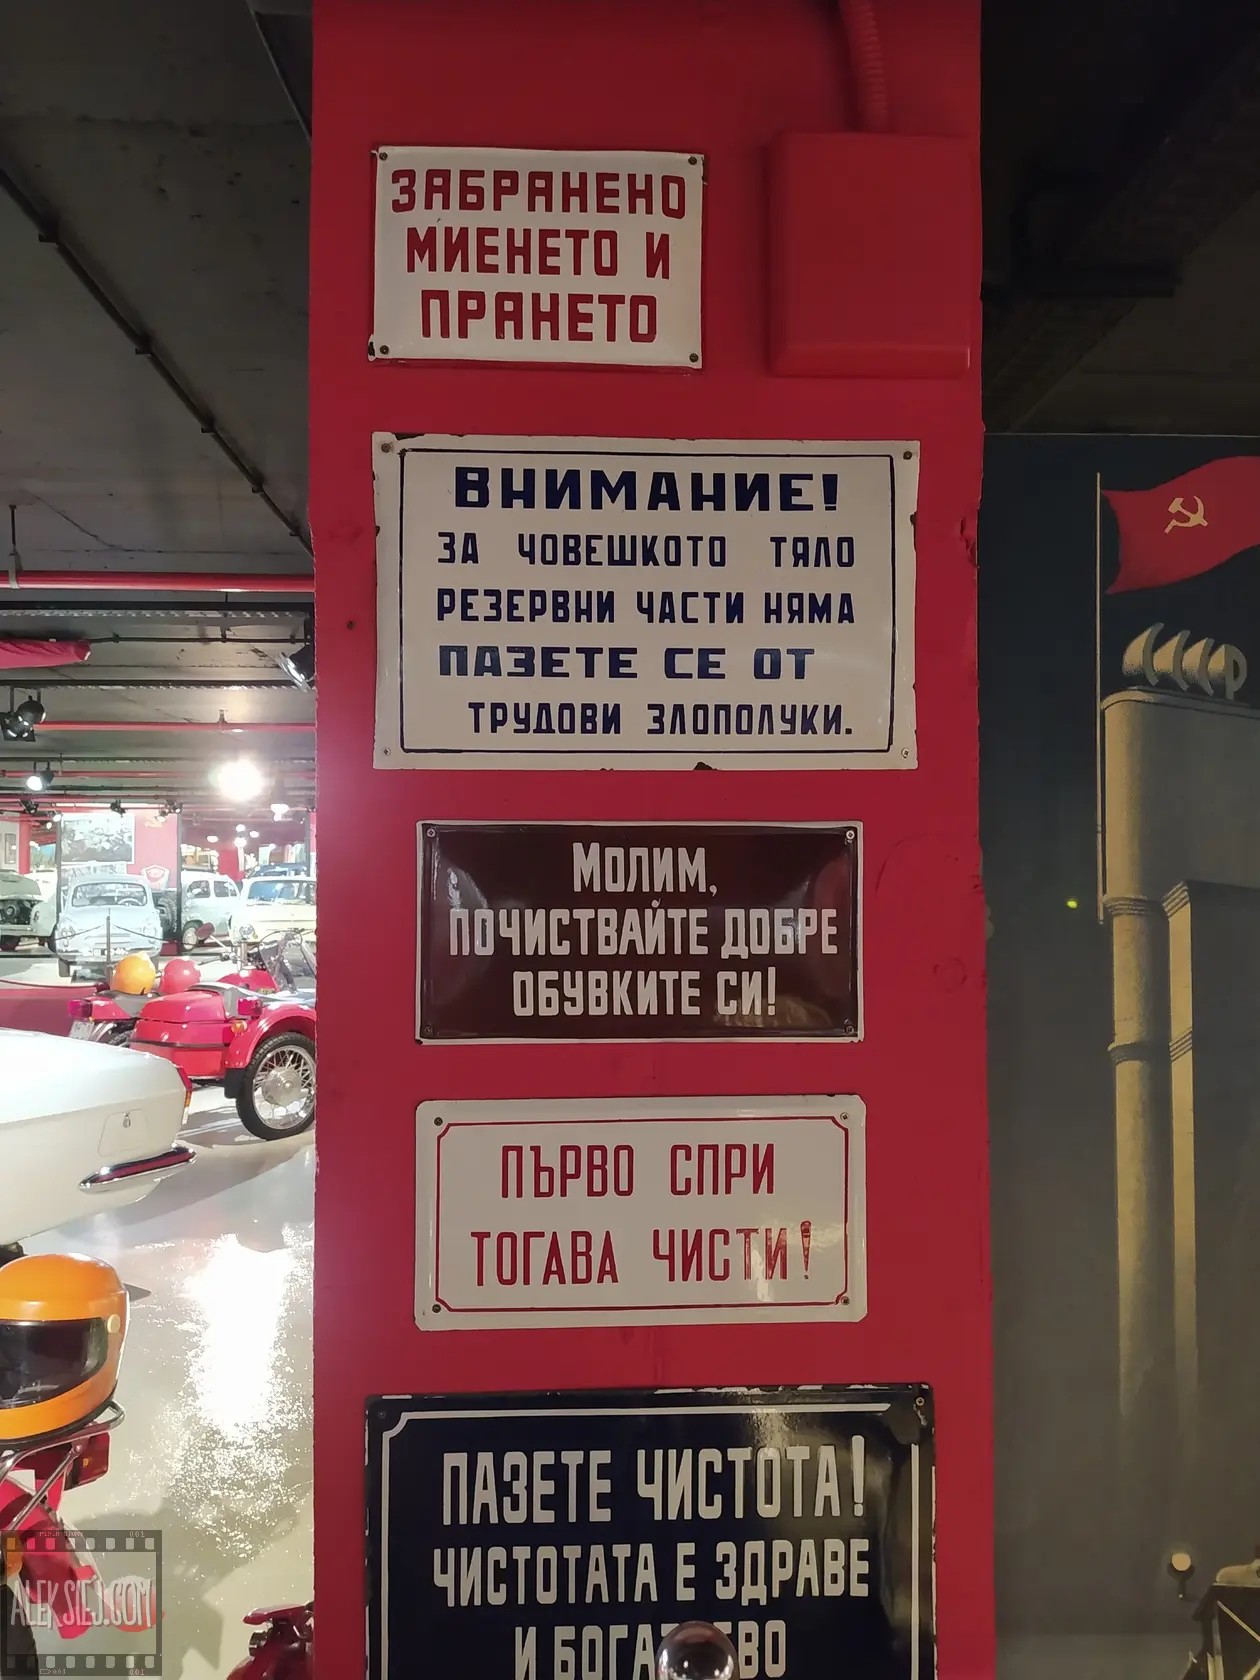 ЗАБРАНЕНО
МИЕНЕТО И
ПРАНЕТО
ВНИМАНИЕ!
ЗА ЧОВЕШКОТО ТЯЛО
РЕЗЕРВНИ ЧАСТИ НЯМА
ПАЗЕТЕ СЕ ОТ
ТРУДОВИ ЗЛОПОЛУКИ.
МОЛИМ,
ПОЧИСТВАЙТЕ ДОБРЕ
ОБУВКИТЕ СИ!
ПЪРВО СПРИ
ТОГАВА ЧИСТИ!
ПАЗЕТЕ ЧИСТОТА!
ЧИСТОТАТА Е ЗДРАВЕ
И
СССР
ALEKSIEJ.COM